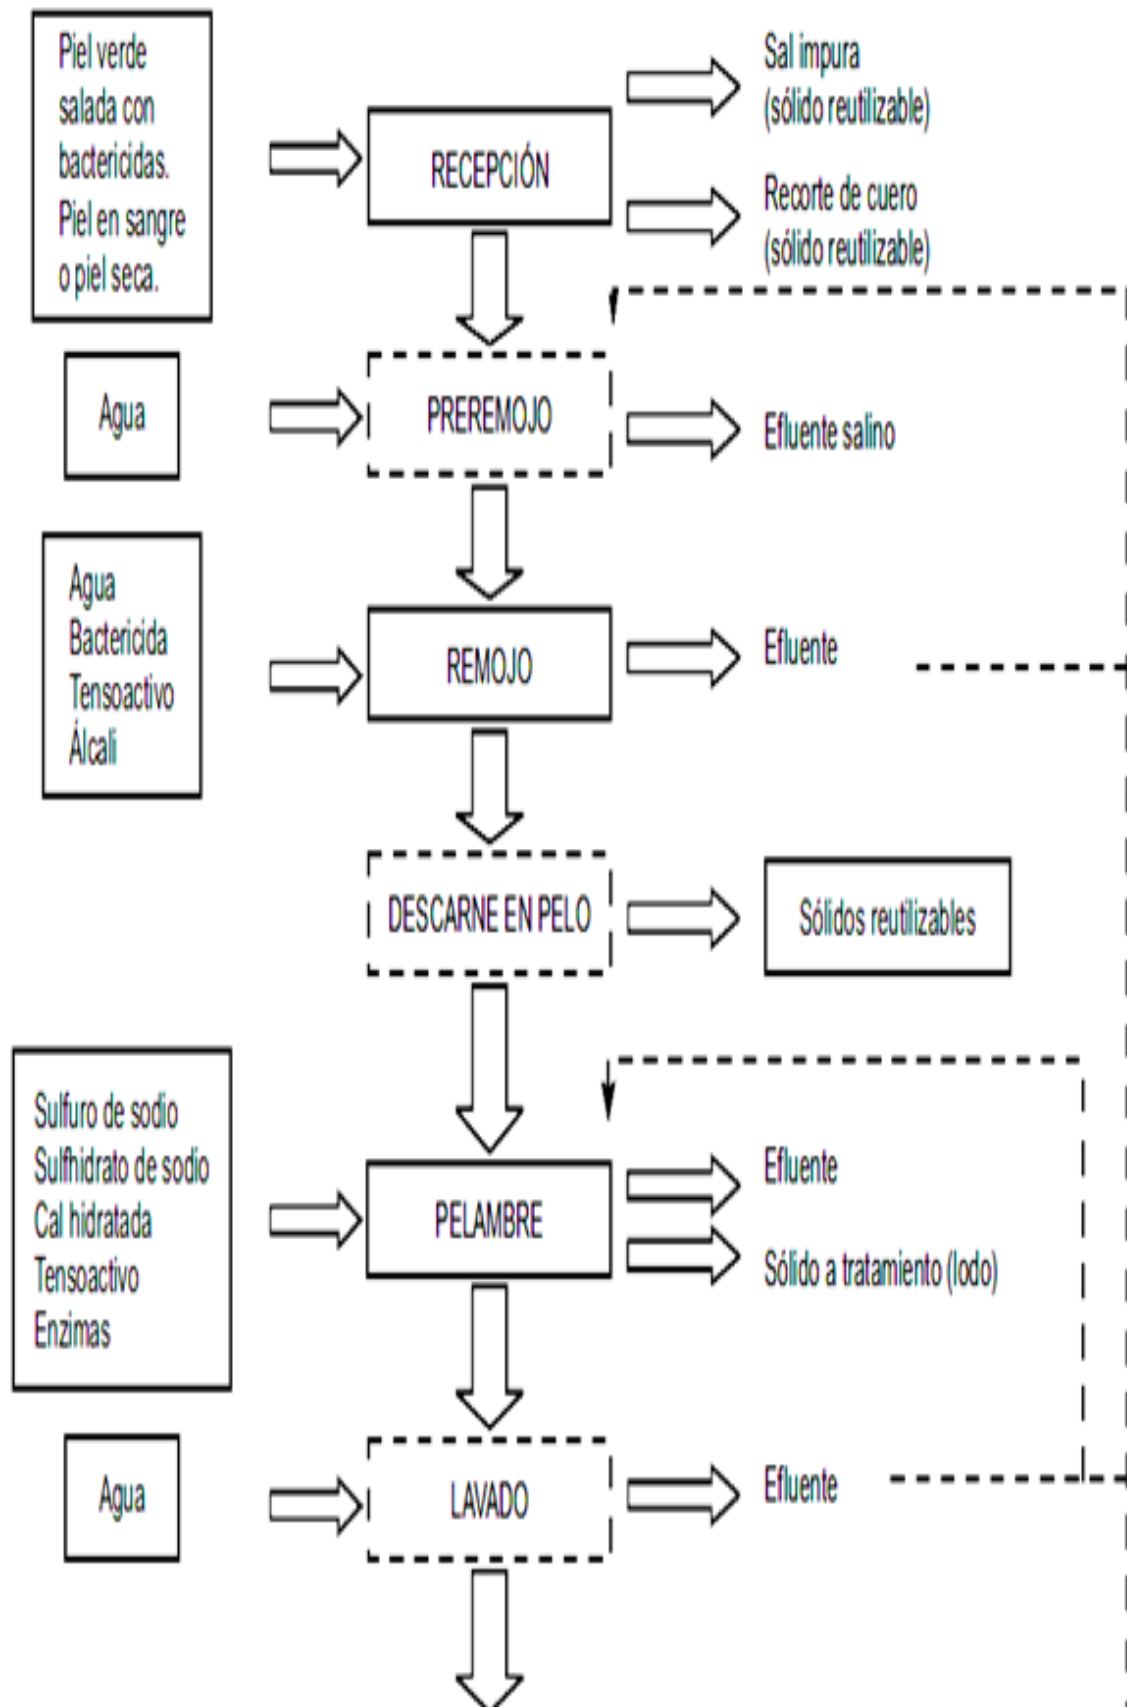 Piel verde
salada con
bactericidas.
Piel en sangre
o piel seca.
RECEPCIÓN
Sal impura
(sólido reutilizable)
Recorte de cuero
(sólido reutilizable)
Agua
PREREMOJO
Efluente salino
Agua
Bactericida
Tensoactivo
Álcali
REMOJO
Efluente
DESCARNE EN PELO
Sólidos reutilizables
Sulfuro de sodio
Sulfhidrato de sodio
Cal hidratada
Tensoactivo
Enzimas
PELAMBRE
Efluente
Sólido a tratamiento (lodo)
Agua
LAVADO
Efluente